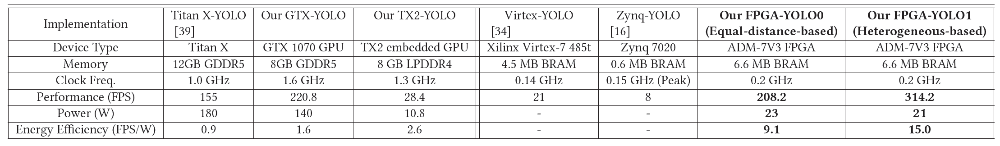 Implementation Titan X-YOLO [39] Our GTX-YOLO Our TX2-YOLO Virtex-YOLO [34] Zynq-YOLO [16] Our FPGA-YOLO0 (Equal-distance-based) Our FPGA-YOLO1 (Heterogeneous-based)
Device Type Titan X GTX 1070 GPU TX2 embedded GPU Xilinx Virtex-7 485t Zynq 7020 ADM-7V3 FPGA ADM-7V3 FPGA
Memory 12GB GDDR5 8GB GDDR5 8 GB LPDDR4 4.5 MB BRAM 0.6 MB BRAM 6.6 MB BRAM 6.6 MB BRAM
Clock Freq. 1.0 GHz 1.6 GHz 1.3 GHz 0.14 GHz 0.15 GHz (Peak) 0.2 GHz 0.2 GHz
Performance (FPS) 155 220.8 28.4 21 8 208.2 314.2
Power (W) 180 140 10.8 - - 23 21
Energy Efficiency (FPS/W) 0.9 1.6 2.6 - - 9.1 15.0